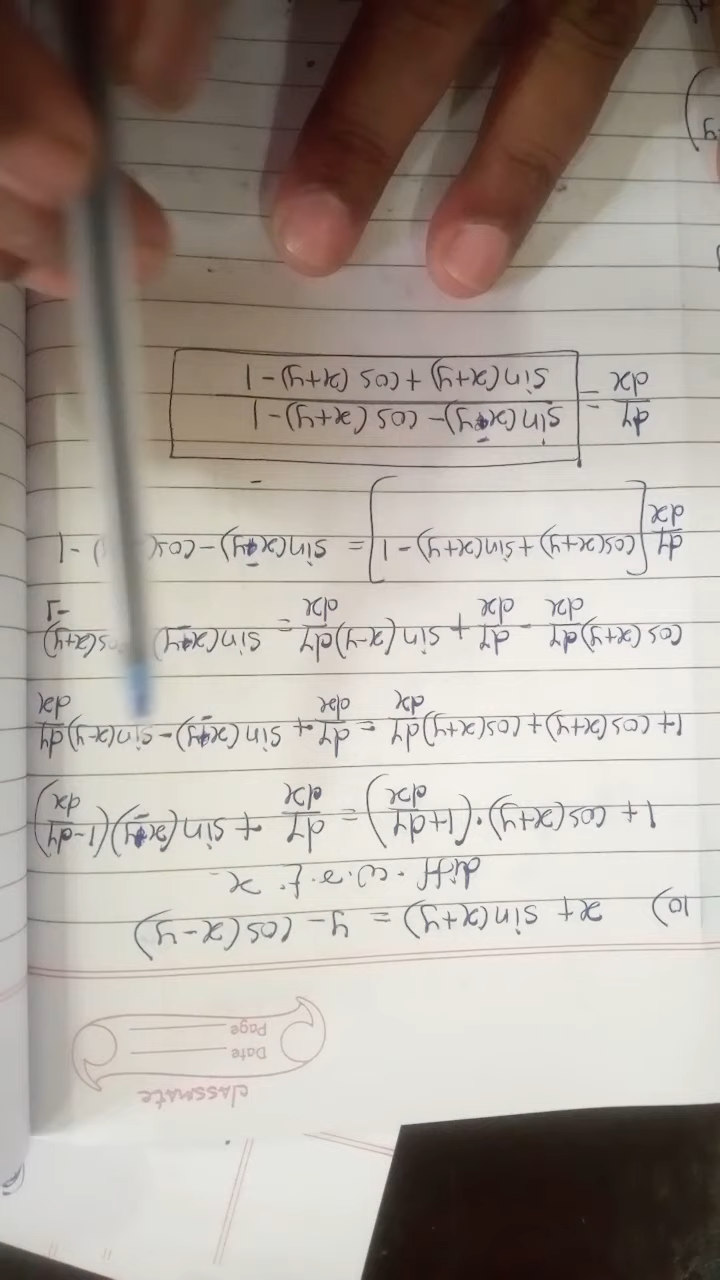 classmate
Date
Page
10) x + sin(x+y) = y - cos(x-y)
diff. w.r.t. x
1 + cos(x+y)·(1 + dy/dx) = dy/dx + sin(x-y)(1 - dy/dx)
1 + cos(x+y) + cos(x+y) dy/dx = dy/dx + sin(x-y) - sin(x-y) dy/dx
cos(x+y) dy/dx - dy/dx + sin(x-y) dy/dx = sin(x-y) cos(x+y) -1
dy/dx [cos(x+y) + sin(x+y) - 1] = sin(x-y) - cos - 1
dy/dx = sin(x-y) - cos(x+y) - 1 / sin(x+y) + cos(x+y) - 1